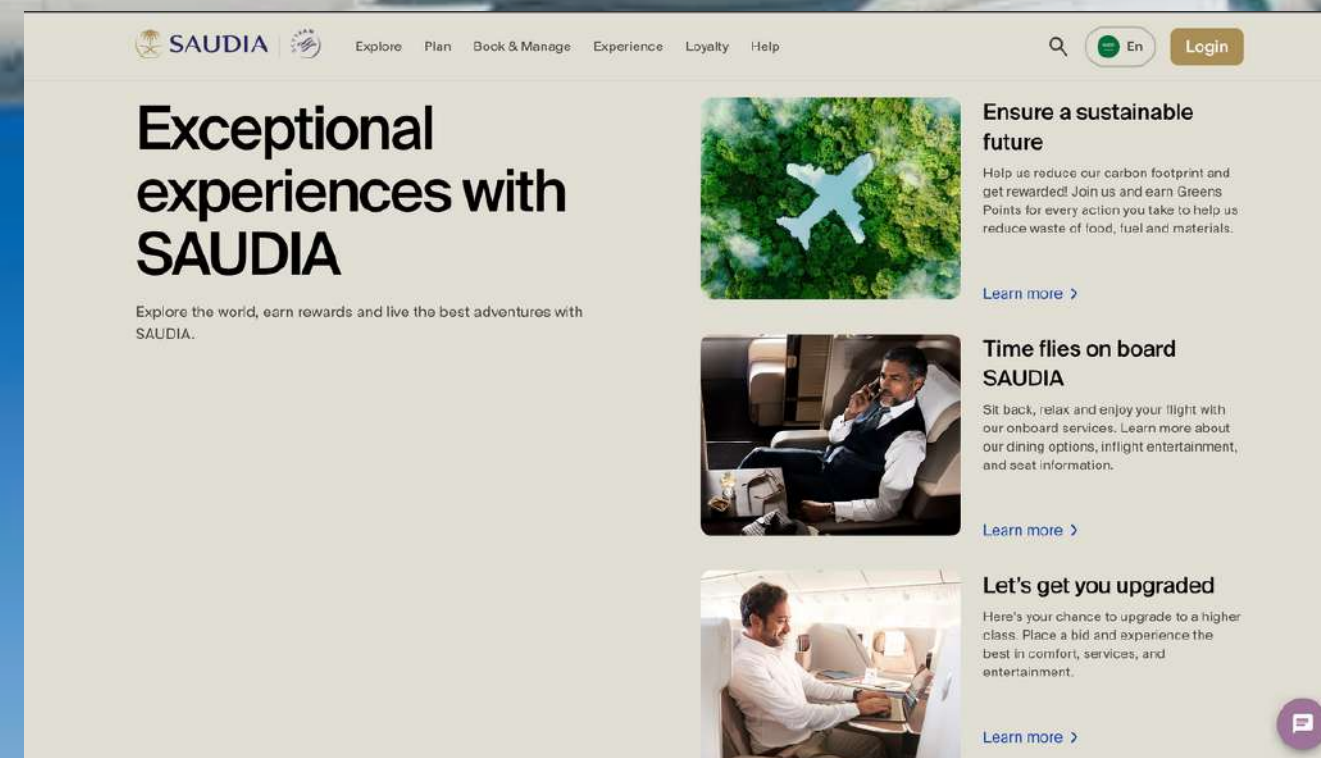 SAUDIA
Explore Plan Book & Manage Experience Loyalty Help
En
Login
Exceptional
experiences with
SAUDIA
Explore the world, earn rewards and live the best adventures with
SAUDIA.
Ensure a sustainable
future
Help us reduce our carbon footprint and
get rewarded! Join us and earn Greens
Points for every action you take to help us
reduce waste of food, fuel and materials.
Learn more
Time flies on board
SAUDIA
Sit back, relax and enjoy your flight with
our onboard services. Learn more about
our dining options, inflight entertainment,
and seat information.
Learn more
Let's get you upgraded
Here's your chance to upgrade to a higher
class. Place a bid and experience the
best in comfort, services, and
entertainment.
Learn more